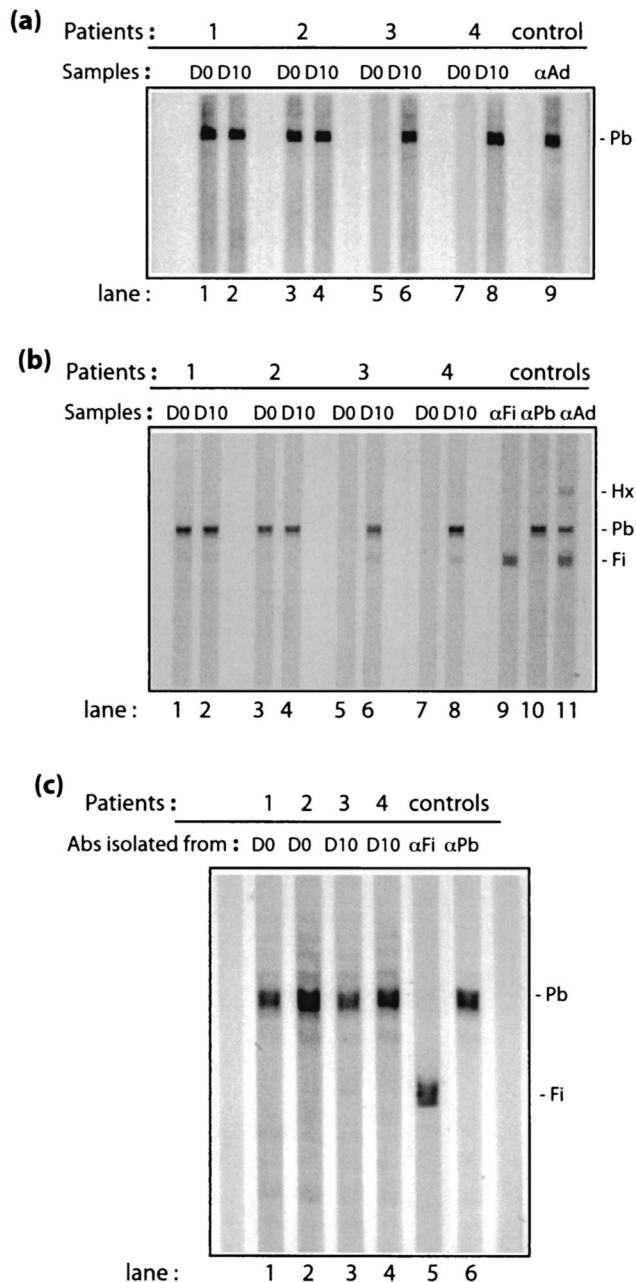 (a)
Patients : 1 2 3 4 control
Samples : D0 D10 D0 D10 D0 D10 D0 D10 αAd
- Pb
lane : 1 2 3 4 5 6 7 8 9
(b)
Patients : 1 2 3 4 controls
Samples : D0 D10 D0 D10 D0 D10 D0 D10 αFi αPb αAd
- Hx
- Pb
- Fi
lane : 1 2 3 4 5 6 7 8 9 10 11
(c)
Patients : 1 2 3 4 controls
Abs isolated from : D0 D0 D10 D10 αFi αPb
- Pb
- Fi
lane : 1 2 3 4 5 6